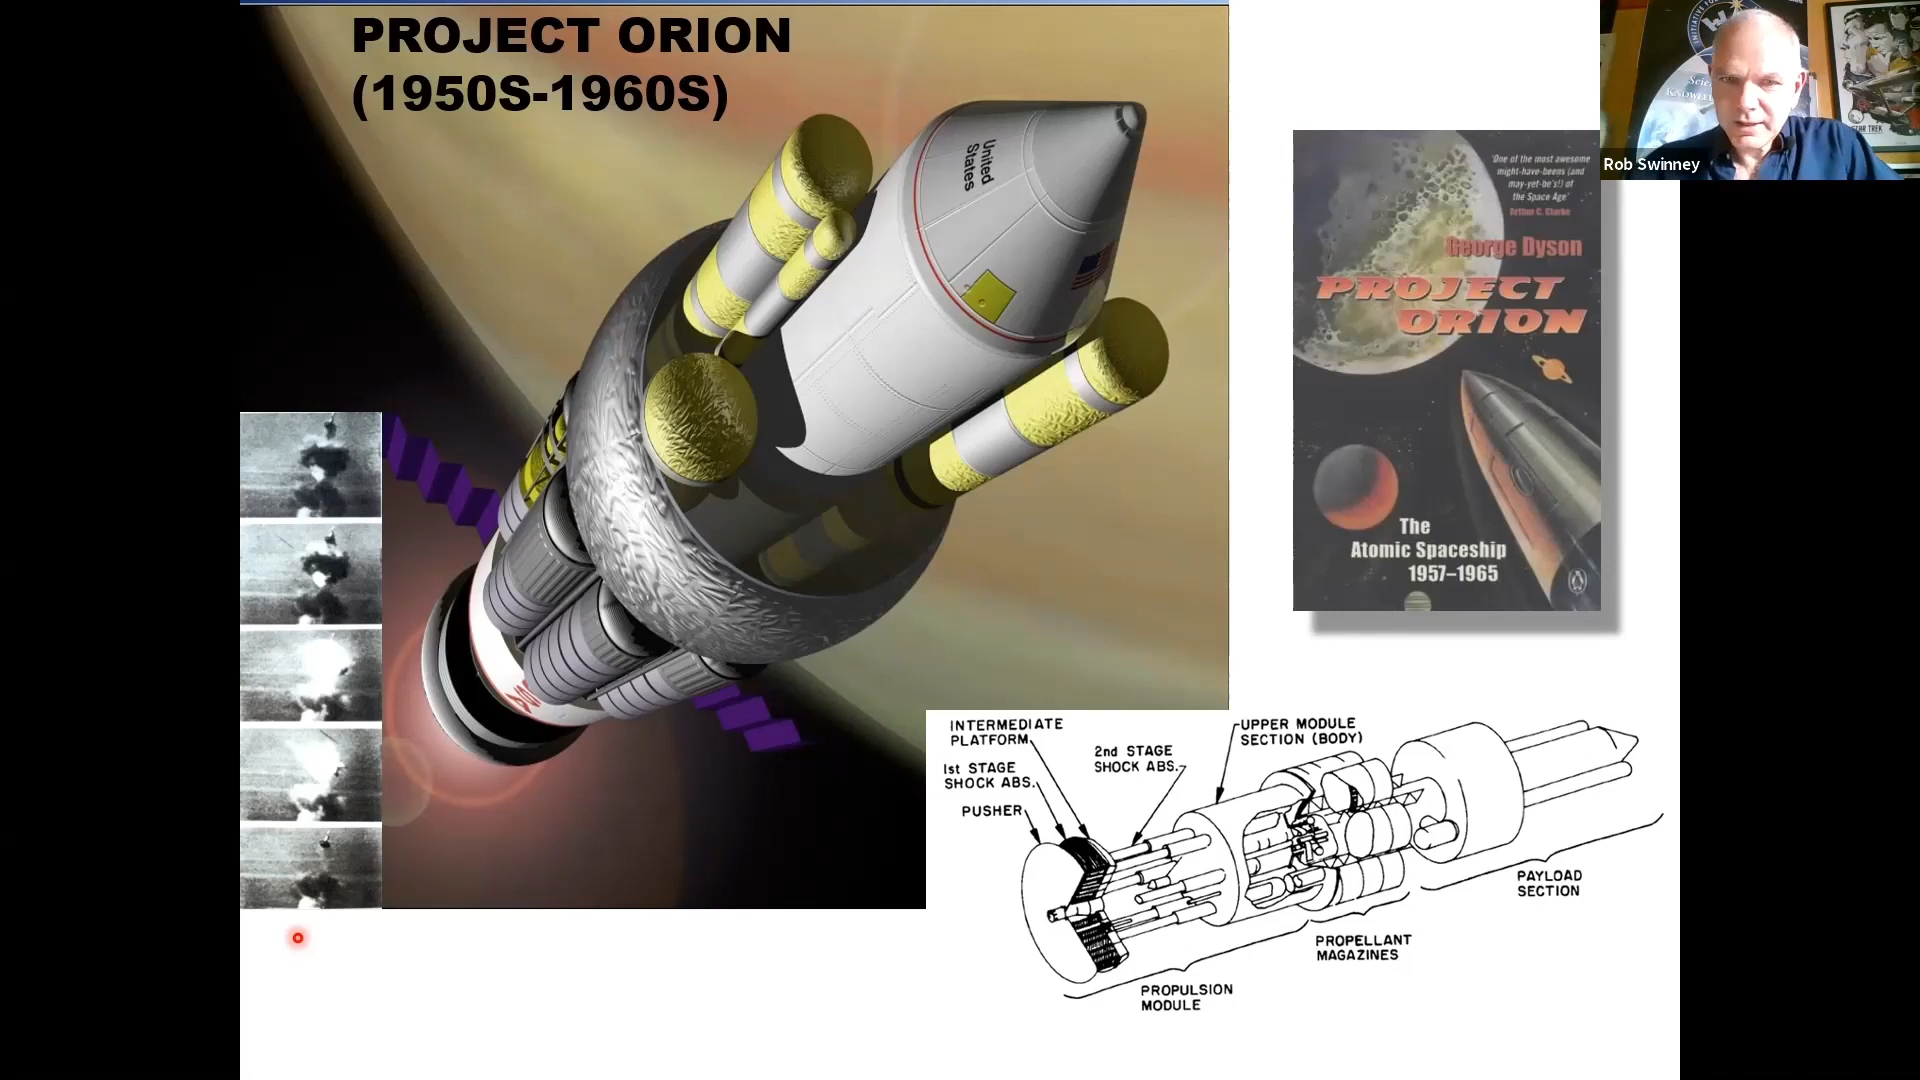 PROJECT ORION
(1950S-1960S)
United
States
'One of the most awesome
might-have-beens (and
may-yet-be's!) of
the Space Age'
Arthur C. Clarke
George Dyson
PROJECT
ORION
The
Atomic Spaceship
1957–1965
Rob Swinney
STAR TREK
INTERMEDIATE
PLATFORM
1st STAGE
SHOCK ABS.
PUSHER
2nd STAGE
SHOCK ABS.
UPPER MODULE
SECTION (BODY)
PAYLOAD
SECTION
PROPELLANT
MAGAZINES
PROPULSION
MODULE